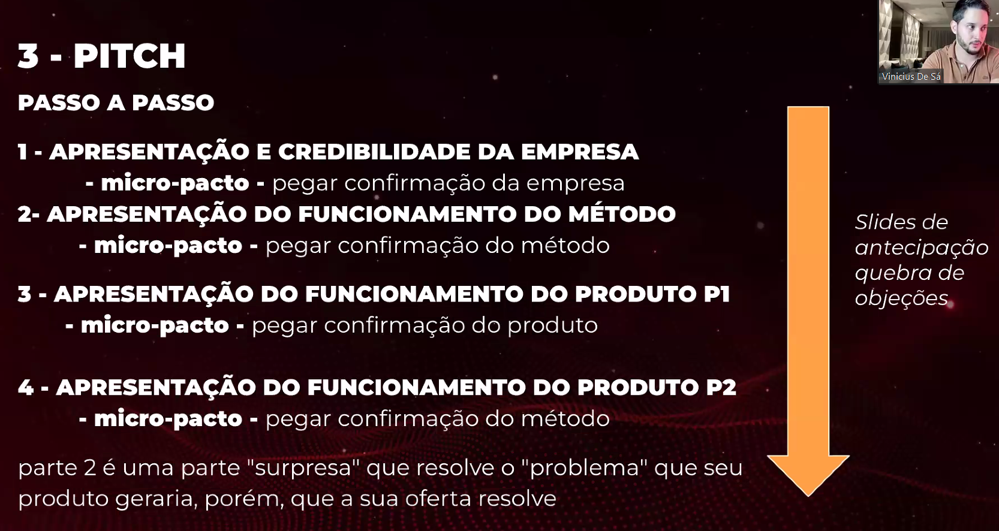 3 - PITCH
PASSO A PASSO
1 - APRESENTAÇÃO E CREDIBILIDADE DA EMPRESA
- micro-pacto - pegar confirmação da empresa
2- APRESENTAÇÃO DO FUNCIONAMENTO DO MÉTODO
- micro-pacto - pegar confirmação do método
3 - APRESENTAÇÃO DO FUNCIONAMENTO DO PRODUTO P1
- micro-pacto - pegar confirmação do produto
4 - APRESENTAÇÃO DO FUNCIONAMENTO DO PRODUTO P2
- micro-pacto - pegar confirmação do método
parte 2 é uma parte "surpresa" que resolve o "problema" que seu
produto geraria, porém, que a sua oferta resolve
Slides de
antecipação
quebra de
objeções
Vinicius De Sá